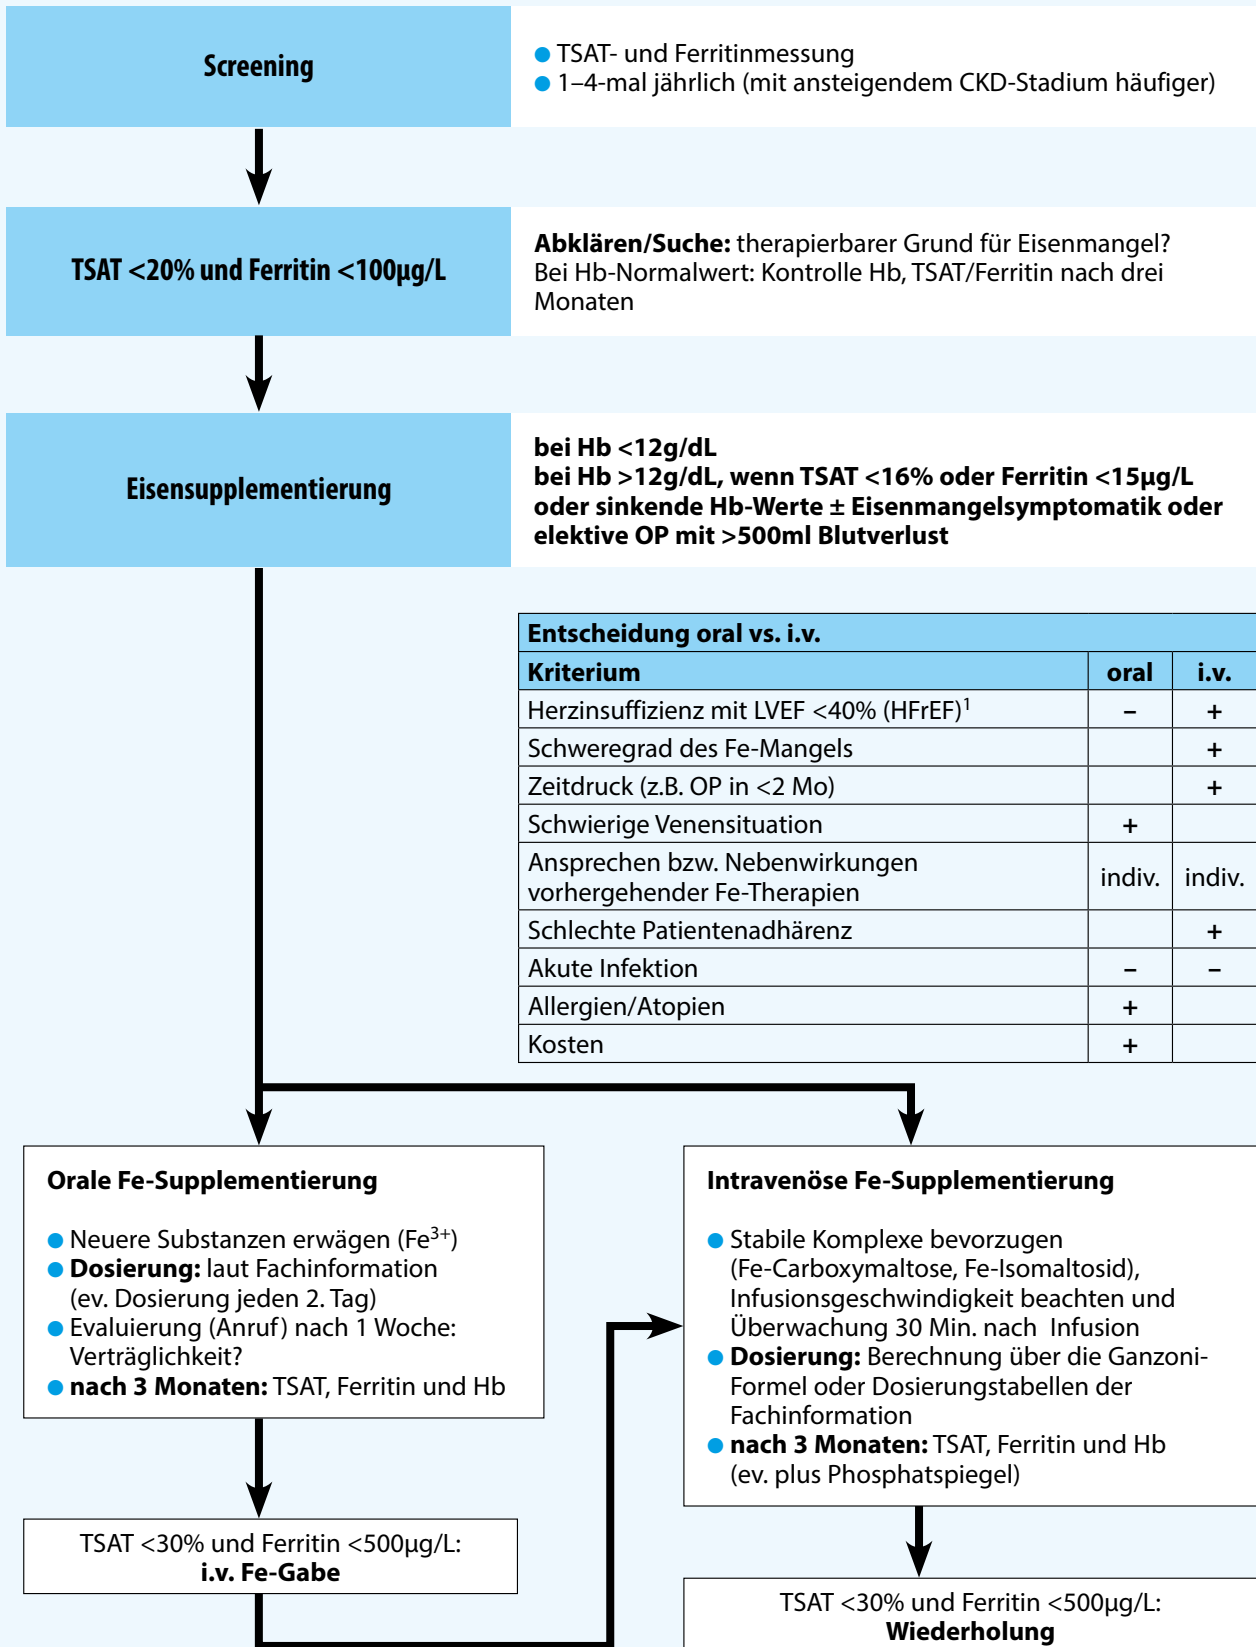 Screening
● TSAT- und Ferritinmessung
● 1–4-mal jährlich (mit ansteigendem CKD-Stadium häufiger)
TSAT <20% und Ferritin <100µg/L
Abklären/Suche: therapierbarer Grund für Eisenmangel?
Bei Hb-Normalwert: Kontrolle Hb, TSAT/Ferritin nach drei
Monaten
Eisensupplementierung
bei Hb <12g/dL
bei Hb >12g/dL, wenn TSAT <16% oder Ferritin <15µg/L
oder sinkende Hb-Werte ± Eisenmangelsymptomatik oder
elektive OP mit >500ml Blutverlust
Entscheidung oral vs. i.v.
Kriterium oral i.v.
Herzinsuffizienz mit LVEF <40% (HFrEF)¹ – +
Schweregrad des Fe-Mangels +
Zeitdruck (z.B. OP in <2 Mo) +
Schwierige Venensituation +
Ansprechen bzw. Nebenwirkungen
vorhergehender Fe-Therapien indiv. indiv.
Schlechte Patientenadhärenz +
Akute Infektion – –
Allergien/Atopien +
Kosten +
Orale Fe-Supplementierung
● Neuere Substanzen erwägen (Fe³⁺)
● Dosierung: laut Fachinformation
(ev. Dosierung jeden 2. Tag)
● Evaluierung (Anruf) nach 1 Woche:
Verträglichkeit?
● nach 3 Monaten: TSAT, Ferritin und Hb
TSAT <30% und Ferritin <500µg/L:
i.v. Fe-Gabe
Intravenöse Fe-Supplementierung
● Stabile Komplexe bevorzugen
(Fe-Carboxymaltose, Fe-Isomaltosid),
Infusionsgeschwindigkeit beachten und
Überwachung 30 Min. nach Infusion
● Dosierung: Berechnung über die Ganzoni-
Formel oder Dosierungstabellen der
Fachinformation
● nach 3 Monaten: TSAT, Ferritin und Hb
(ev. plus Phosphatspiegel)
TSAT <30% und Ferritin <500µg/L:
Wiederholung